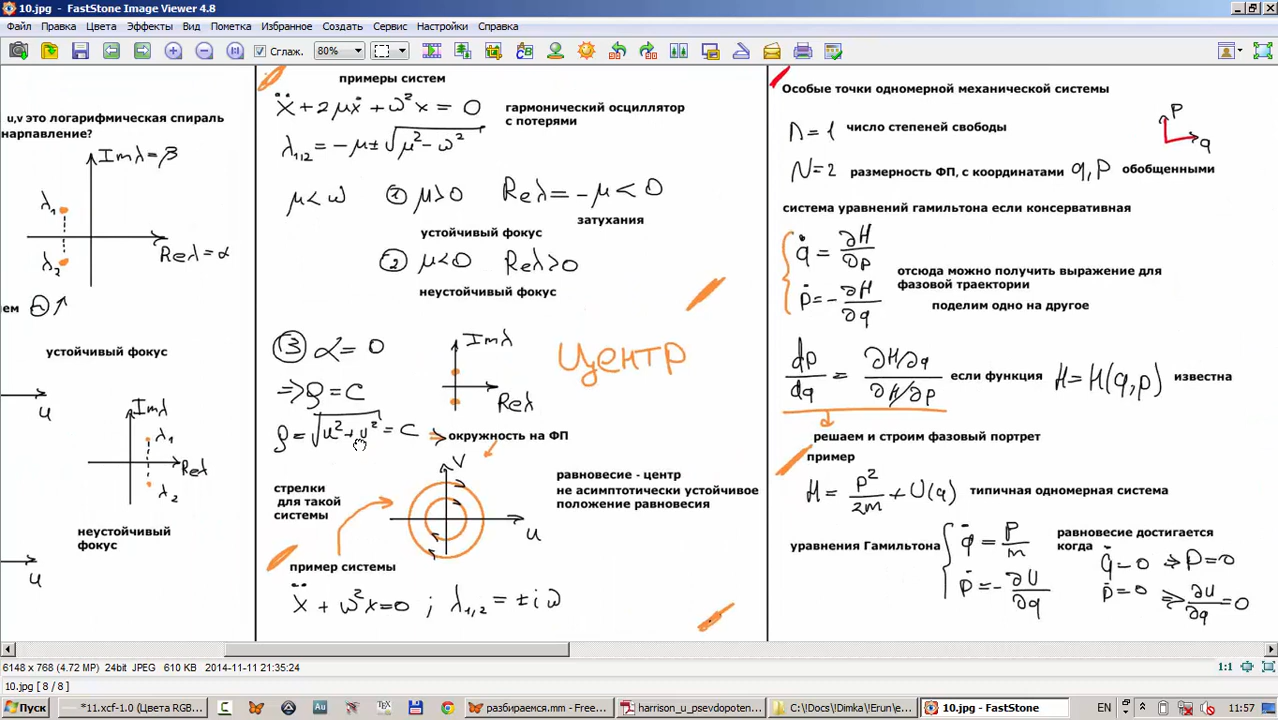 10.jpg - FastStone Image Viewer 4.8
Файл Правка Цвета Эффекты Вид Пометка Избранное Создать Сервис Настройки Справка
Сглаж. 80%
u,v это логарифмическая спираль
нарпавление?
Imλ=β
λ1
λ2
Reλ=α
ем
устойчивый фокус
u
Imλ
λ1
Reλ
λ2
неустойчивый
фокус
u
примеры систем
ẍ+2μẋ+ω²x=0
гармонический осциллятор
с потерями
λ1,2=-μ±√μ²-ω²
μ<ω ① μ>0 Reλ=-μ<0
затухания
устойчивый фокус
② μ<0 Reλ>0
неустойчивый фокус
③ α=0
Imλ
Reλ
центр
⇒ρ=C
ρ=√u²+v²=C ⇒ окружность на ФП
стрелки
для такой
системы
V
u
равновесие - центр
не асимптотически устойчивое
положение равновесия
пример системы
ẍ+ω²x=0; λ1,2=±iω
Особые точки одномерной механической системы
n=1 число степеней свободы
p
q
N=2 размерность ФП, с координатами q,p обобщенными
система уравнений гамильтона если консервативная
q̇=∂H/∂p
ṗ=-∂H/∂q
отсюда можно получить выражение для
фазовой траектории
поделим одно на другое
dp/dq = ∂H/∂q / ∂H/∂p если функция H=H(q,p) известна
решаем и строим фазовый портрет
пример
H=p²/2m+U(q) типичная одномерная система
уравнения Гамильтона
q̇=p/m
ṗ=-∂U/∂q
равновесие достигается
когда
q̇=0 ⇒p=0
ṗ=0 ⇒∂U/∂q=0
6148 x 768 (4.72 MP) 24bit JPEG 610 KB 2014-11-11 21:35:24
1:1
10.jpg [ 8 / 8 ]
Пуск
*11.xcf-1.0 (Цвета RGB...
разбираемся.mm - Freeー...
harrison_u_psevdopoten...
C:\Docs\Dimka\Erun\e...
10.jpg - FastStone ...
EN
11:57